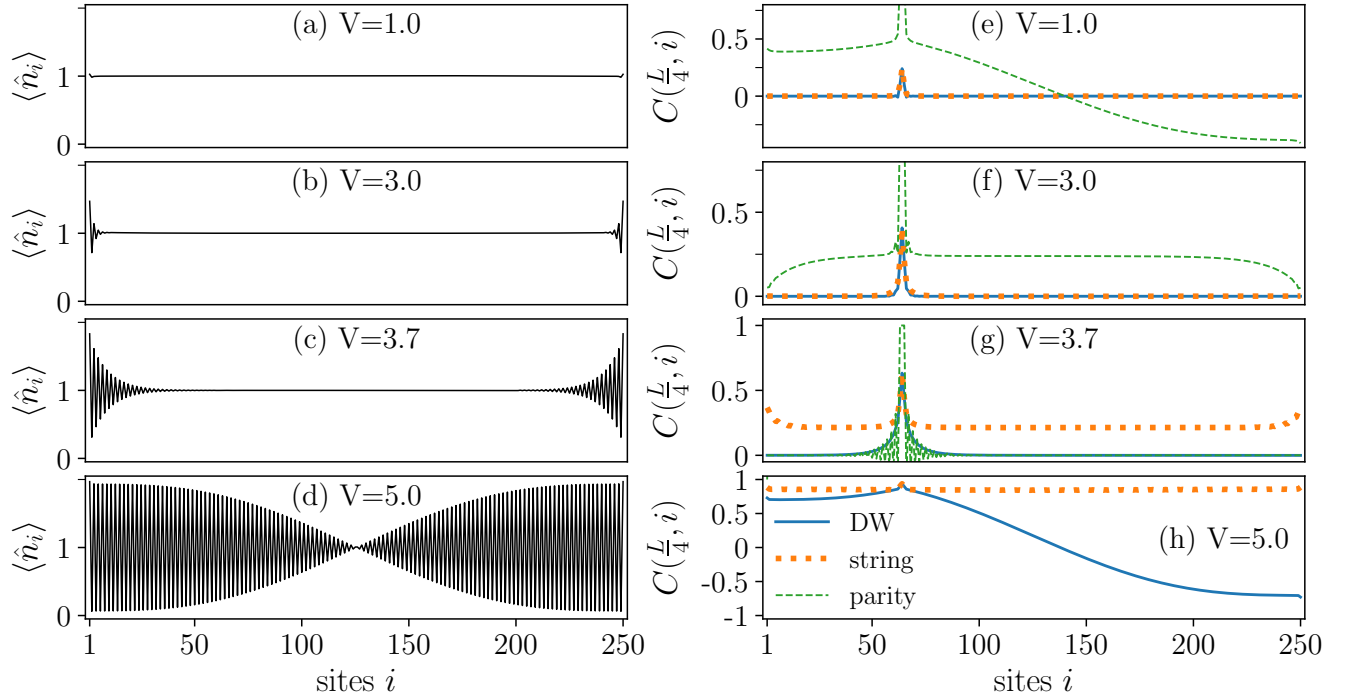 (a) V=1.0
⟨n̂ᵢ⟩
1
0
(b) V=3.0
⟨n̂ᵢ⟩
1
0
(c) V=3.7
⟨n̂ᵢ⟩
1
0
(d) V=5.0
⟨n̂ᵢ⟩
1
0
1 50 100 150 200 250
sites i
(e) V=1.0
C(L/4, i)
0.5
0
(f) V=3.0
C(L/4, i)
0.5
0
(g) V=3.7
C(L/4, i)
1
0.5
0
(h) V=5.0
C(L/4, i)
1
0.5
0
-0.5
-1
DW
string
parity
1 50 100 150 200 250
sites i